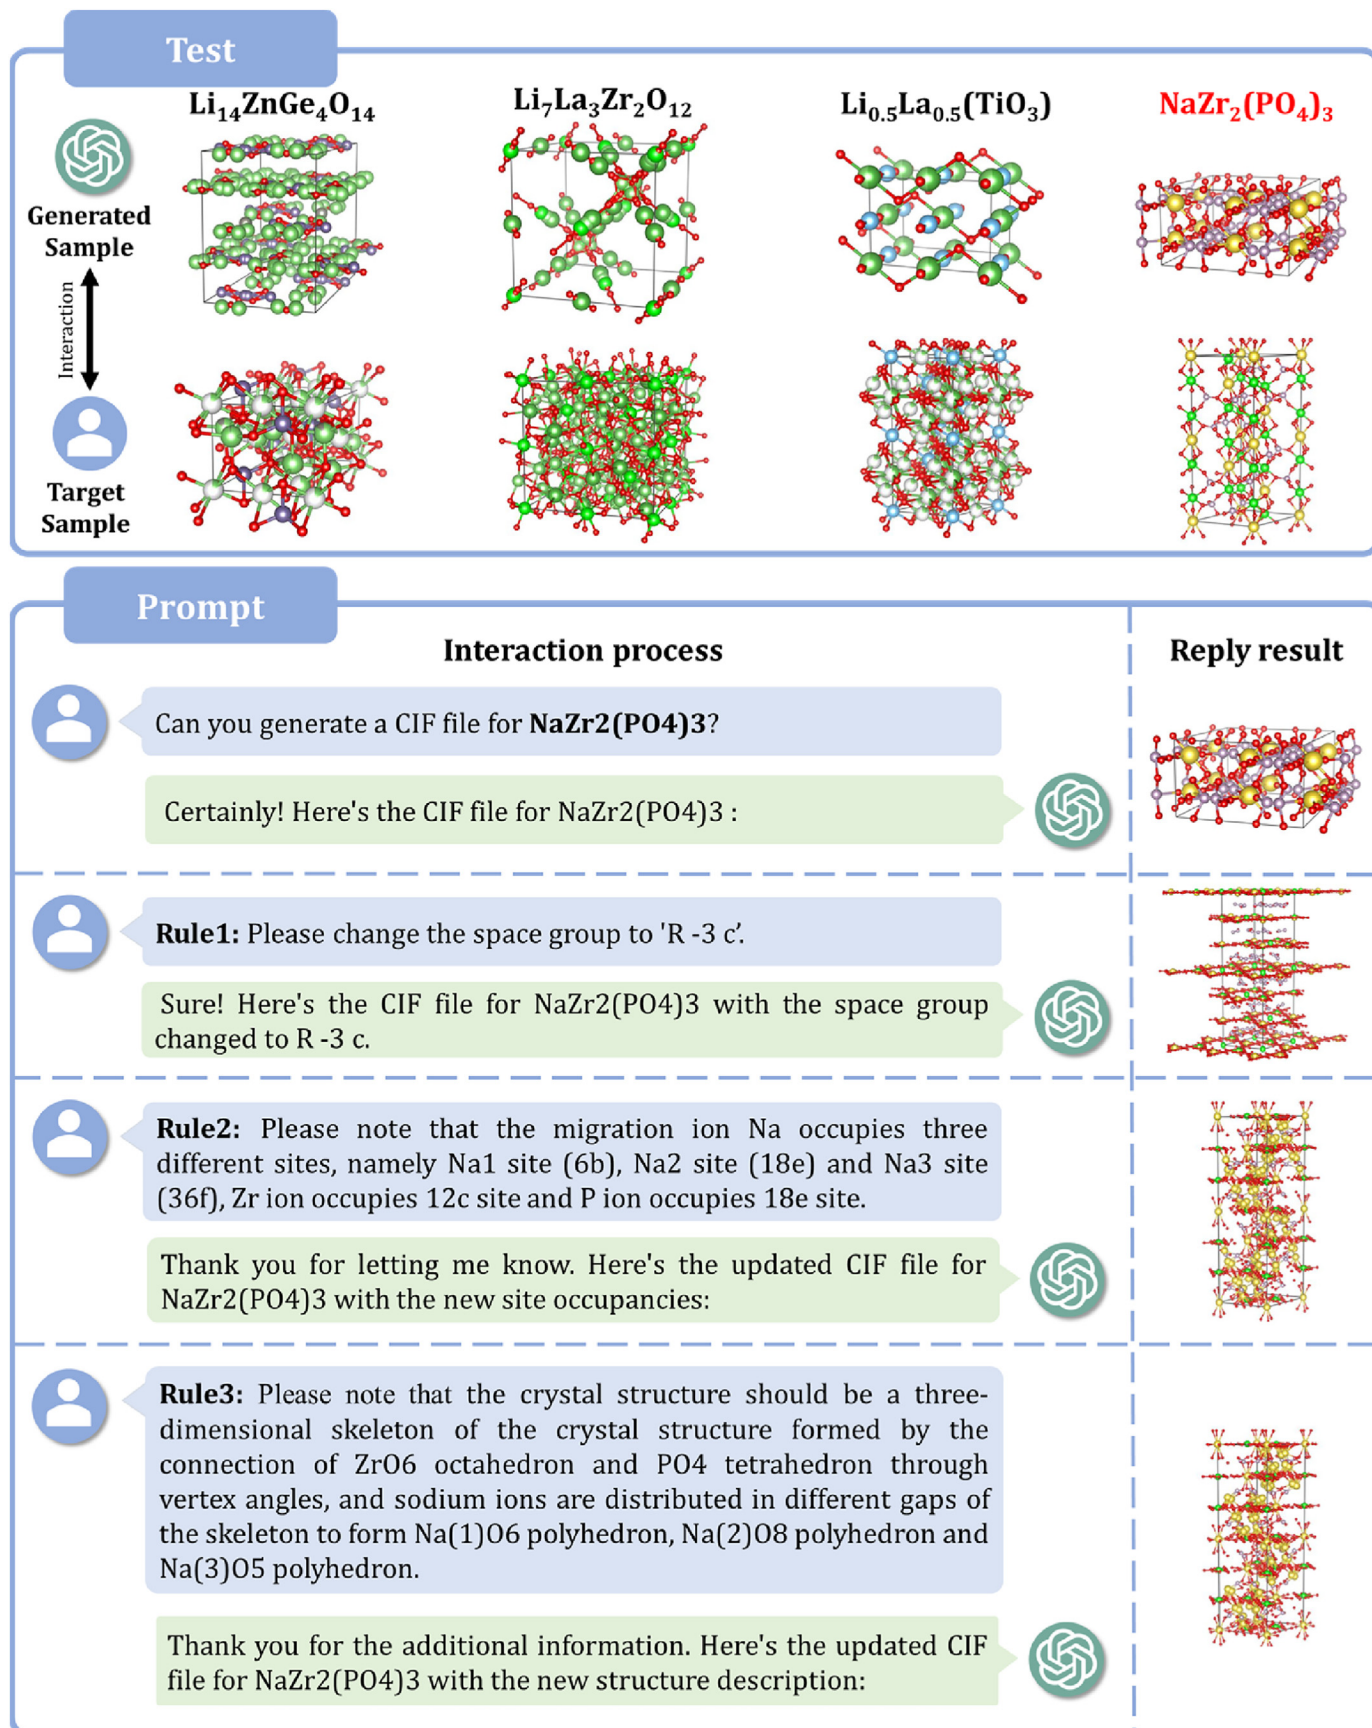 Test
Li₁₄ZnGe₄O₁₄ Li₇La₃Zr₂O₁₂ Li₀.₅La₀.₅(TiO₃) NaZr₂(PO₄)₃
Generated
Sample
Interaction
Target
Sample
Prompt
Interaction process
Reply result
Can you generate a CIF file for NaZr2(PO4)3?
Certainly! Here's the CIF file for NaZr2(PO4)3 :
Rule1: Please change the space group to 'R -3 c’.
Sure! Here's the CIF file for NaZr2(PO4)3 with the space group
changed to R -3 c.
Rule2: Please note that the migration ion Na occupies three
different sites, namely Na1 site (6b), Na2 site (18e) and Na3 site
(36f), Zr ion occupies 12c site and P ion occupies 18e site.
Thank you for letting me know. Here's the updated CIF file for
NaZr2(PO4)3 with the new site occupancies:
Rule3: Please note that the crystal structure should be a three-
dimensional skeleton of the crystal structure formed by the
connection of ZrO6 octahedron and PO4 tetrahedron through
vertex angles, and sodium ions are distributed in different gaps of
the skeleton to form Na(1)O6 polyhedron, Na(2)O8 polyhedron and
Na(3)O5 polyhedron.
Thank you for the additional information. Here's the updated CIF
file for NaZr2(PO4)3 with the new structure description: